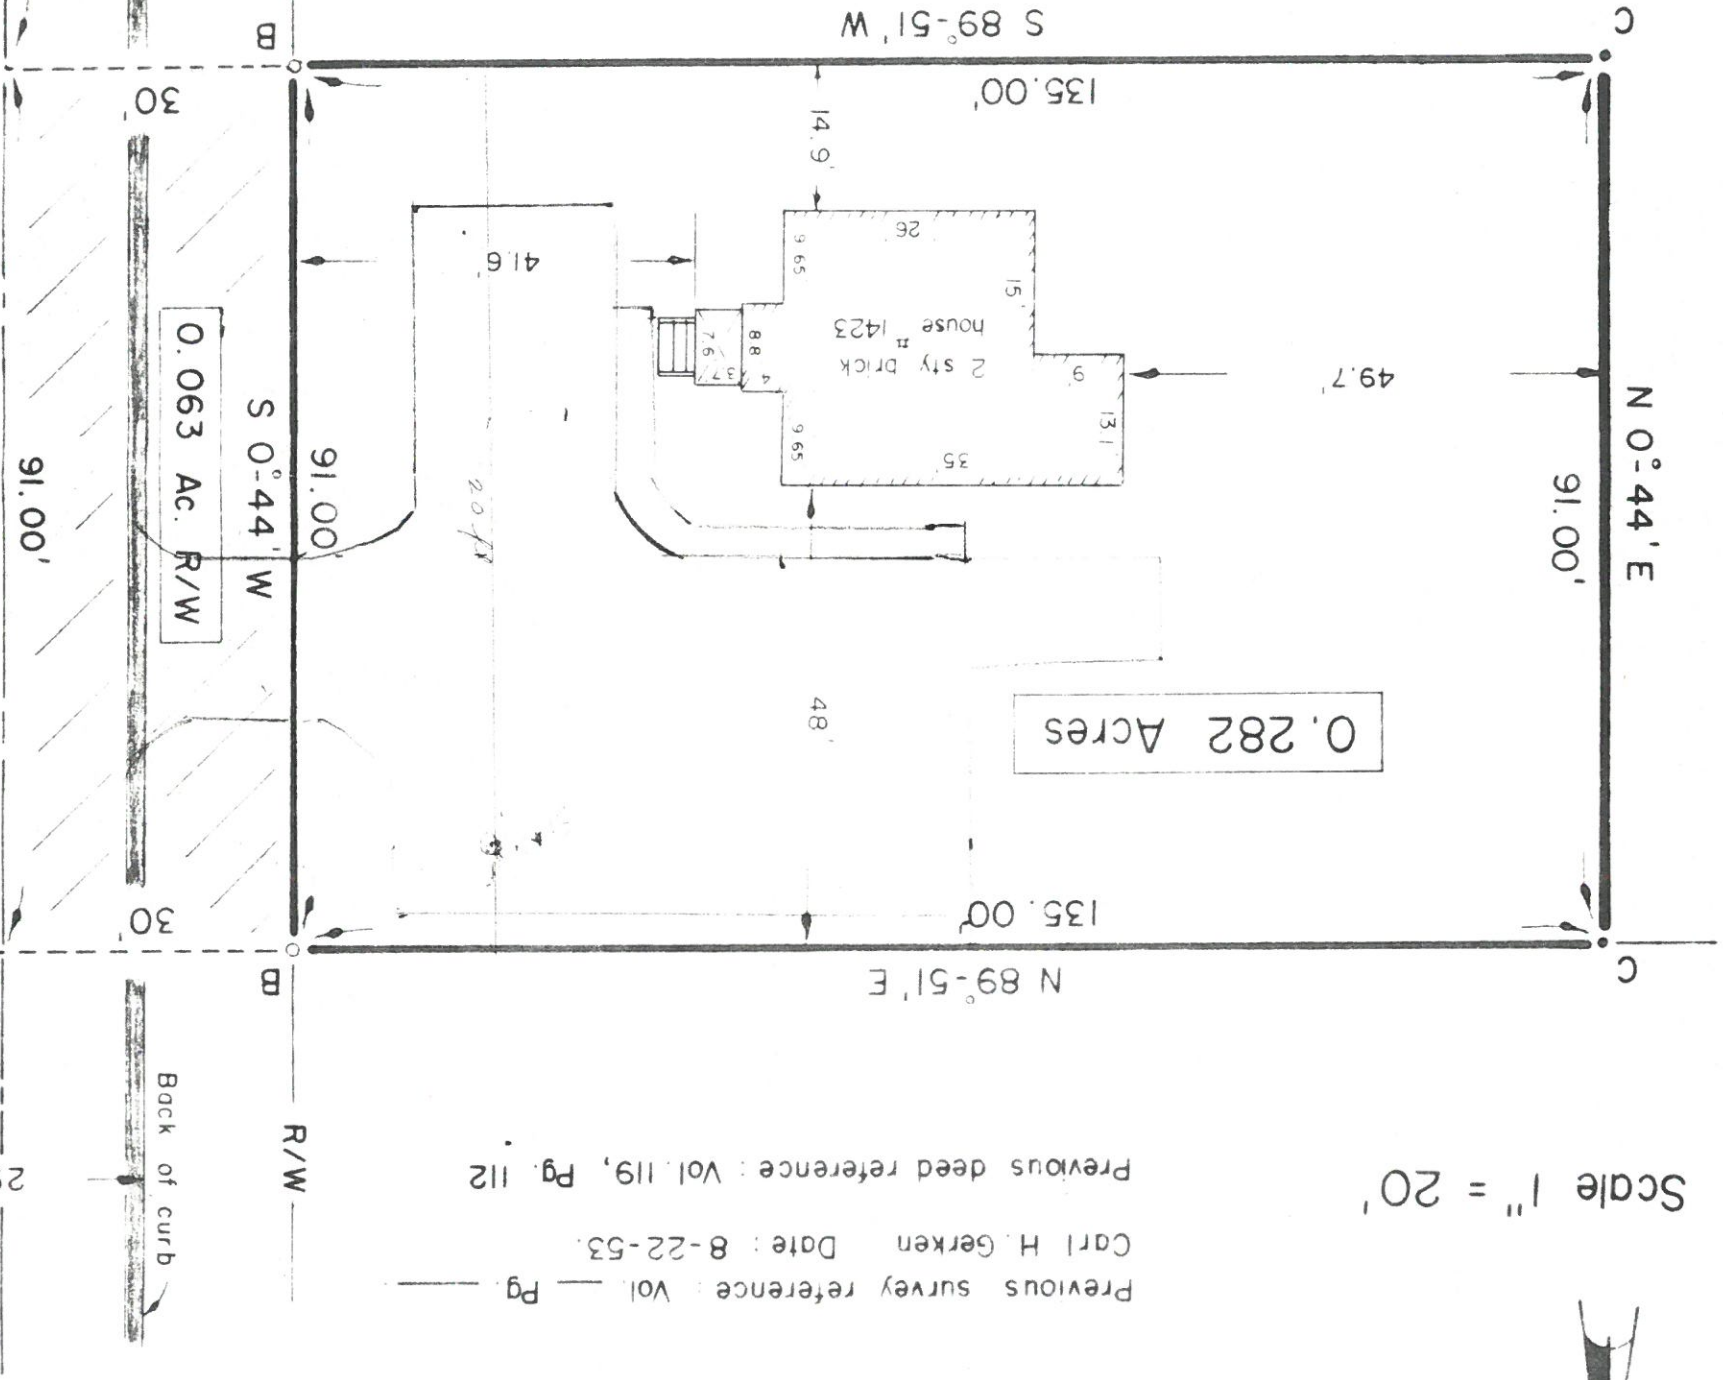 Previous survey reference : Vol. Pg.
Carl H. Gerken Date : 8-22-53.
Previous deed reference : Vol. 119, Pg. 112
Scale 1" = 20'
R/W
Back of curb
N 89°-51' E
135.00'
C
B
30'
0.282 Acres
48'
91.00'
N 0°-44' E
91.00'
S 0°-44' W
0.063 Ac. R/W
91.00'
20 ft
35'
13.1
9.65
9'
49.7'
2 sty brick
house # 1423
4
3.7
8.8
7.6
15'
9.65
26'
41.6'
14.9'
135.00'
30'
S 89°-51' W
C
B